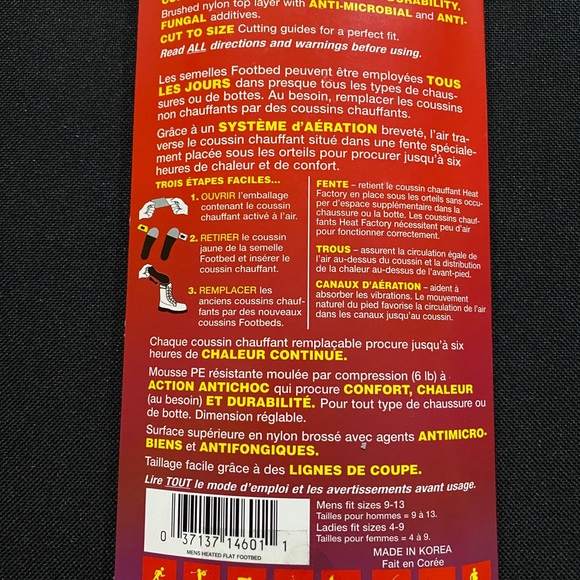 DURABILITY.
Brushed nylon top layer with ANTI-MICROBIAL and ANTI-
FUNGAL additives.
CUT TO SIZE Cutting guides for a perfect fit.
Read ALL directions and warnings before using.
Les semelles Footbed peuvent être employées TOUS
LES JOURS dans presque tous les types de chaus-
sures ou de bottes. Au besoin, remplacer les coussins
non chauffants par des coussins chauffants.
Grâce à un SYSTÈME d'AÉRATION breveté, l'air tra-
verse le coussin chauffant situé dans une fente spéciale-
ment placée sous les orteils pour procurer jusqu'à six
heures de chaleur et de confort.
TROIS ÉTAPES FACILES...
1. OUVRIR l'emballage
contenant le coussin
chauffant activé à l'air.
2. RETIRER le coussin
jaune de la semelle
Footbed et insérer le
coussin chauffant.
3. REMPLACER les
anciens coussins chauf-
fants par des nouveaux
coussins Footbeds.
FENTE – retient le coussin chauffant Heat
Factory en place sous les orteils sans occu-
per d'espace supplémentaire dans la
chaussure ou la botte. Les coussins chauf-
fants Heat Factory nécessitent peu d'air
pour fonctionner correctement.
TROUS – assurent la circulation égale de
l'air au-dessus du coussin et la distribution
de la chaleur au-dessus de l'avant-pied.
CANAUX D'AÉRATION – aident à
absorber les vibrations. Le mouvement
naturel du pied favorise la circulation de l'air
dans les canaux jusqu'au coussin.
Chaque coussin chauffant remplaçable procure jusqu'à six
heures de CHALEUR CONTINUE.
Mousse PE résistante moulée par compression (6 lb) à
ACTION ANTICHOC qui procure CONFORT, CHALEUR
(au besoin) ET DURABILITÉ. Pour tout type de chaussure ou
de botte. Dimension réglable.
Surface supérieure en nylon brossé avec agents ANTIMICRO-
BIENS et ANTIFONGIQUES.
Taillage facile grâce à des LIGNES DE COUPE.
Lire TOUT le mode d'emploi et les avertissements avant usage.
0 37137 14601 1
MENS HEATED FLAT FOOTBED
Mens fit sizes 9-13
Tailles pour hommes = 9 à 13.
Ladies fit sizes 4-9
Tailles pour femmes = 4 à 9.
MADE IN KOREA
Fait en Corée